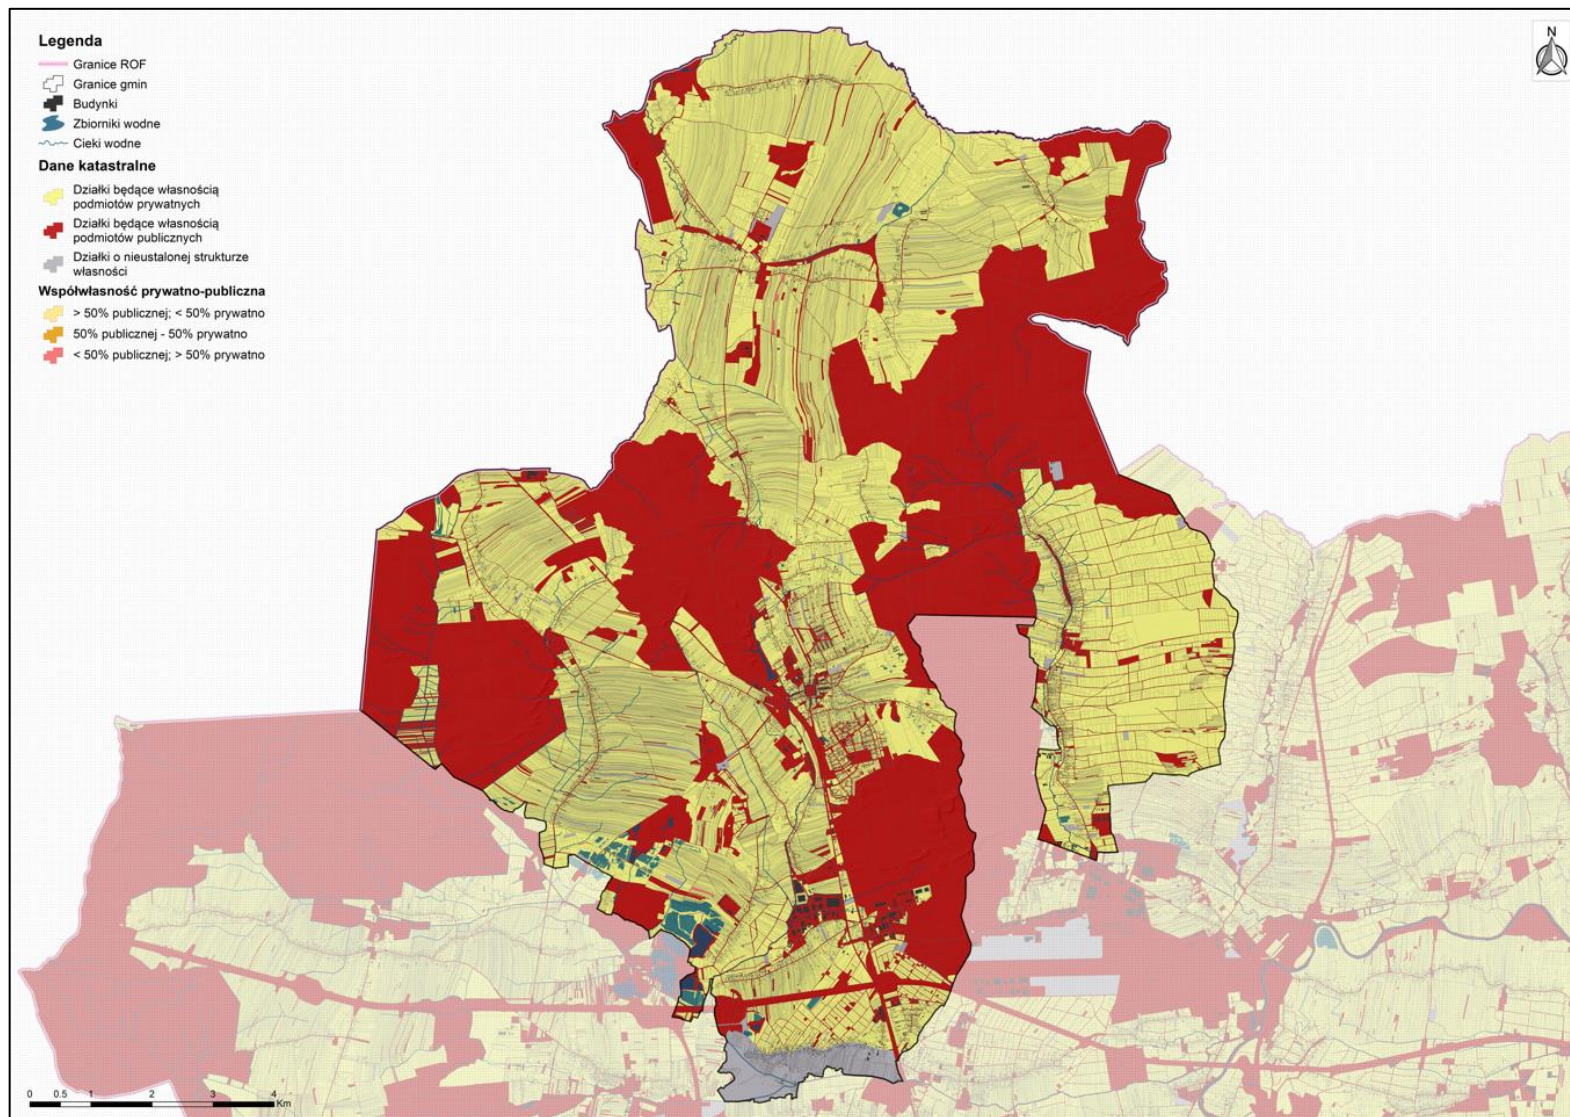 Legenda
Granice ROF
Granice gmin
Budynki
Zbiorniki wodne
Cieki wodne
Dane katastralne
Działki będące własnością
podmiotów prywatnych
Działki będące własnością
podmiotów publicznych
Działki o nieustalonej strukturze
własności
Współwłasność prywatno-publiczna
> 50% publicznej; < 50% prywatno
50% publicznej - 50% prywatno
< 50% publicznej; > 50% prywatno
N
0 0.5 1 2 3 4
Km